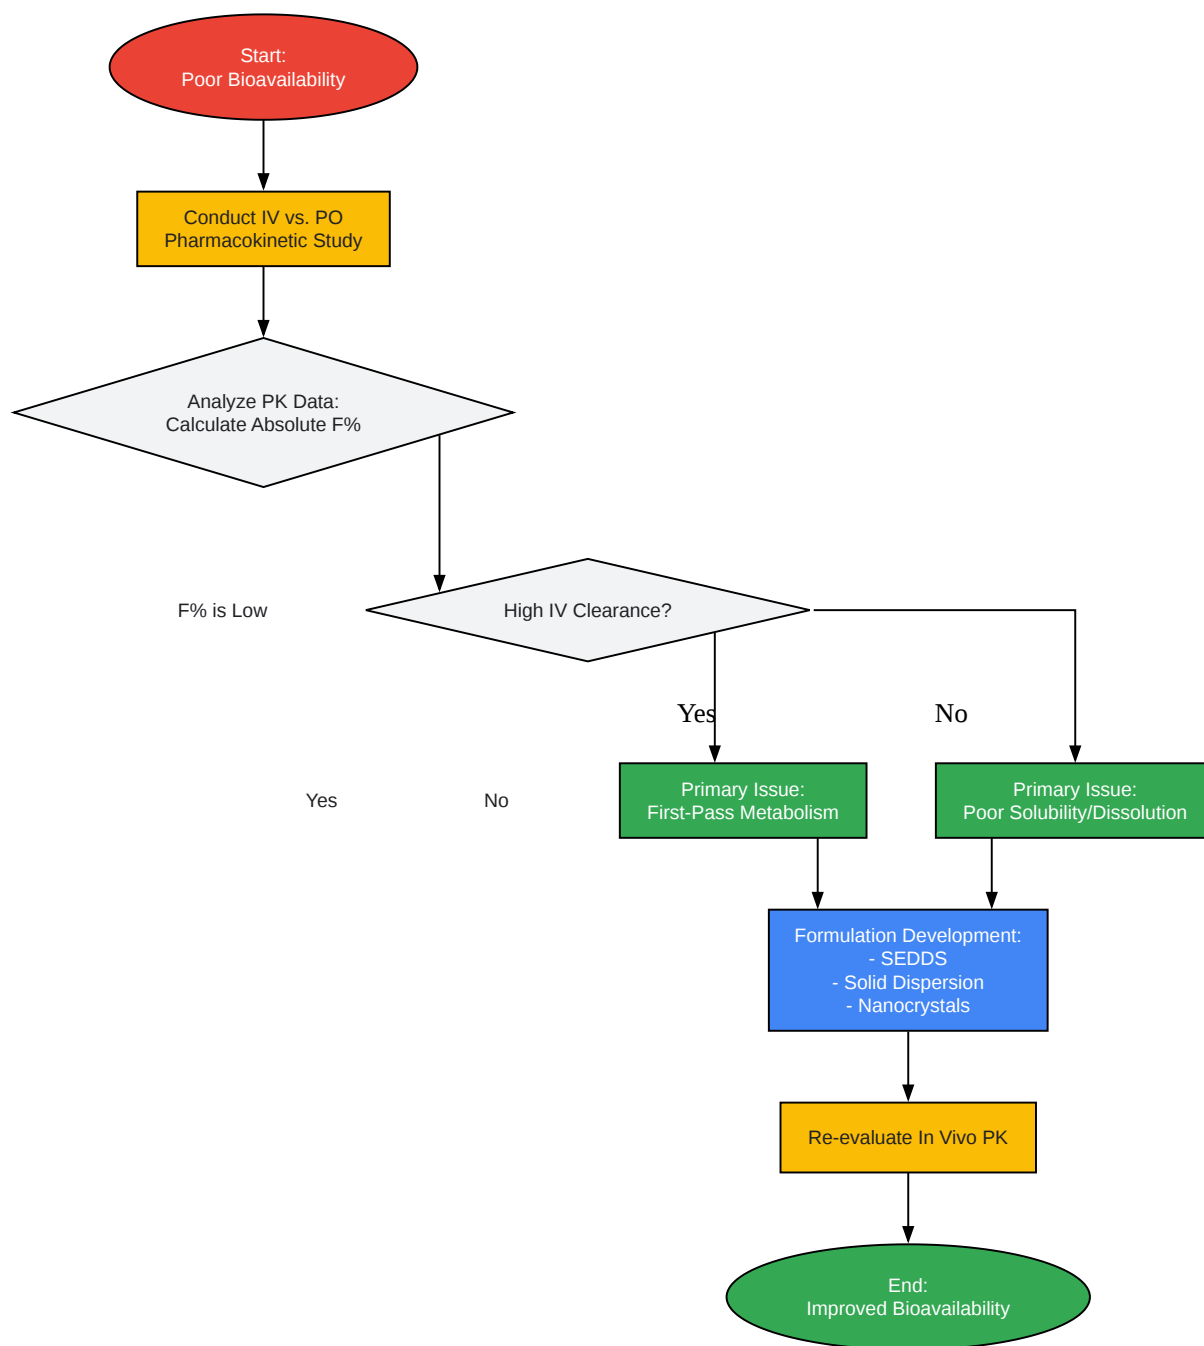 Start:
Poor Bioavailability
Conduct IV vs. PO
Pharmacokinetic Study
Analyze PK Data:
Calculate Absolute F%
F% is Low
High IV Clearance?
Yes
No
Yes
No
Primary Issue:
First-Pass Metabolism
Primary Issue:
Poor Solubility/Dissolution
Formulation Development:
- SEDDS
- Solid Dispersion
- Nanocrystals
Re-evaluate In Vivo PK
End:
Improved Bioavailability